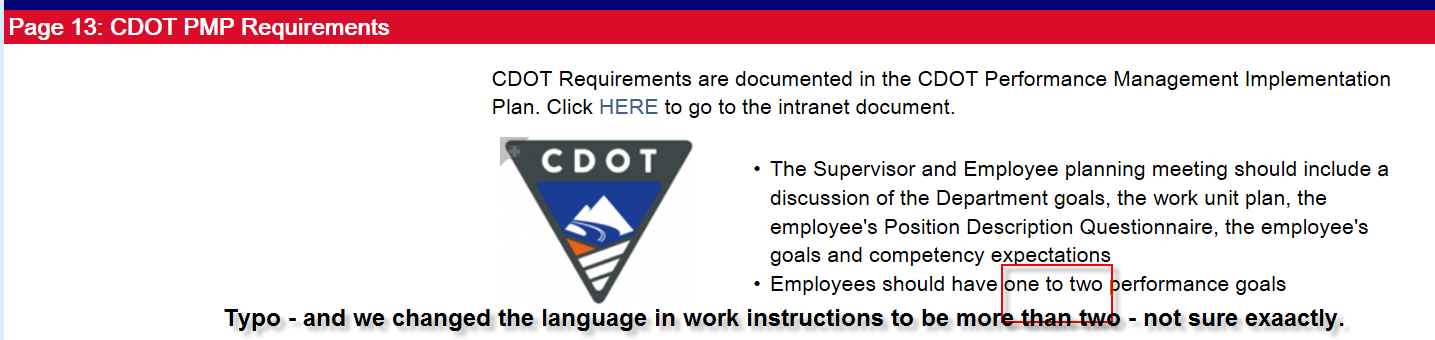 Page 13: CDOT PMP Requirements
CDOT Requirements are documented in the CDOT Performance Management Implementation
Plan. Click HERE to go to the intranet document.
CDOT
• The Supervisor and Employee planning meeting should include a
discussion of the Department goals, the work unit plan, the
employee's Position Description Questionnaire, the employee's
goals and competency expectations
• Employees should have one to two performance goals
Typo - and we changed the language in work instructions to be more than two - not sure exaactly.